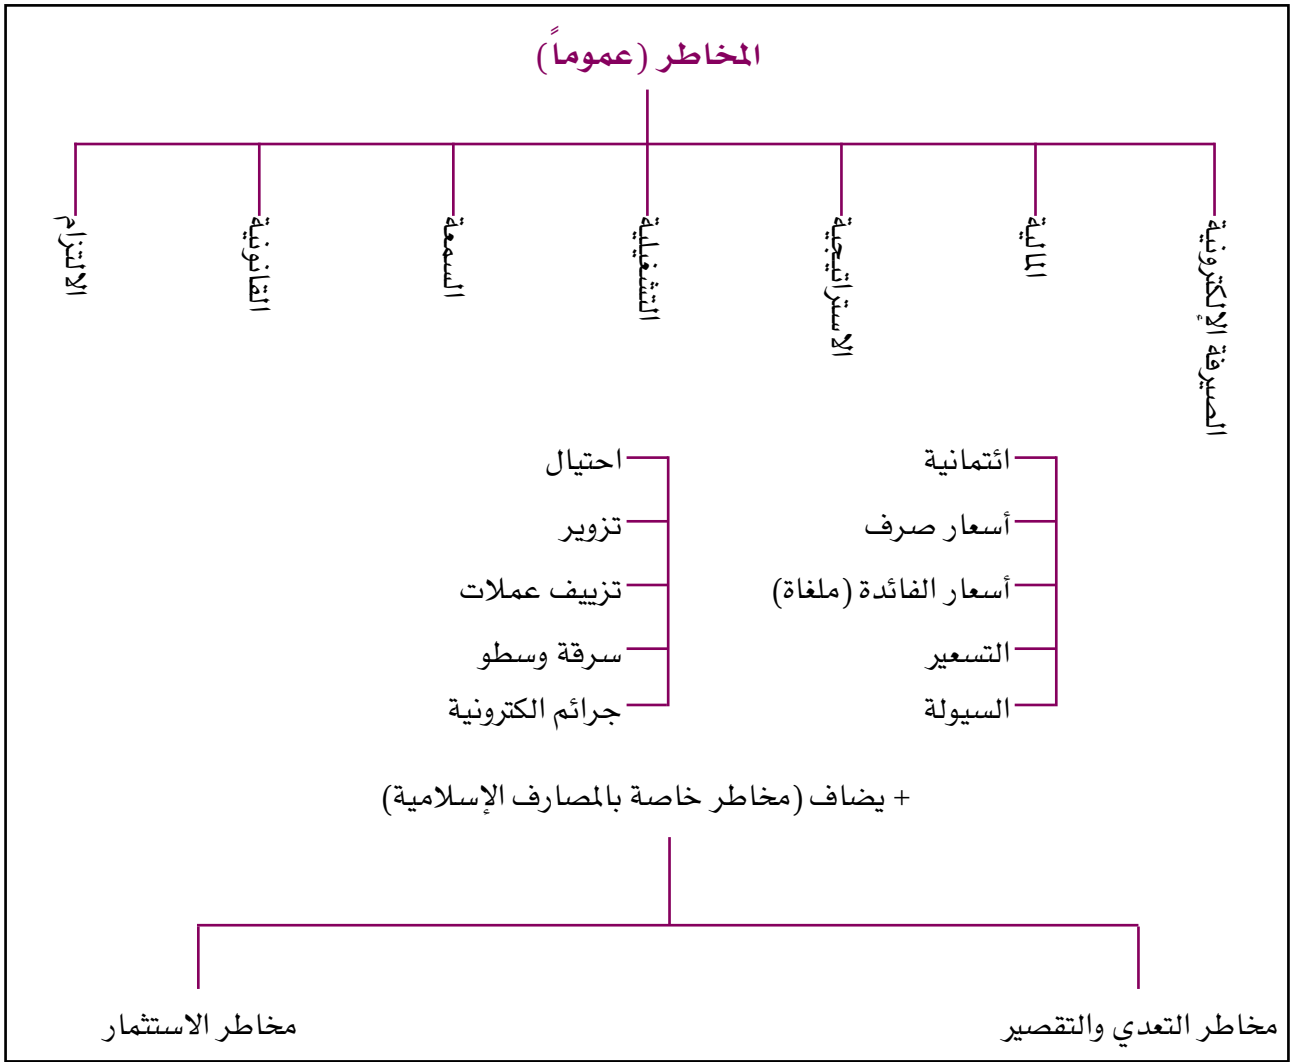 المخاطر (عموماً)
الصيرفة الإلكترونية
المالية
الاستراتيجية
التشغيلية
السمعة
القانونية
الالتزام
ائتمانية
أسعار صرف
أسعار الفائدة (ملغاة)
التسعير
السيولة
احتيال
تزوير
تزييف عملات
سرقة وسطو
جرائم الكترونية
+ يضاف (مخاطر خاصة بالمصارف الإسلامية)
مخاطر التعدي والتقصير
مخاطر الاستثمار